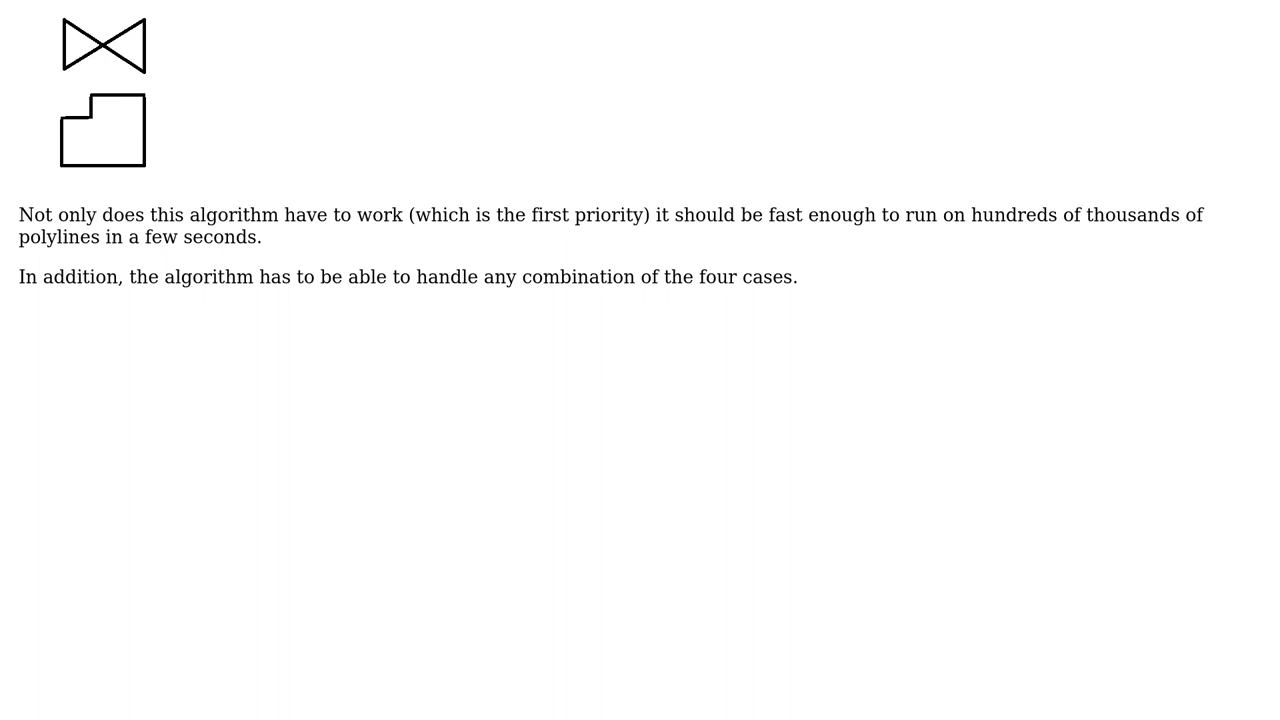 Not only does this algorithm have to work (which is the first priority) it should be fast enough to run on hundreds of thousands of
polylines in a few seconds.
In addition, the algorithm has to be able to handle any combination of the four cases.